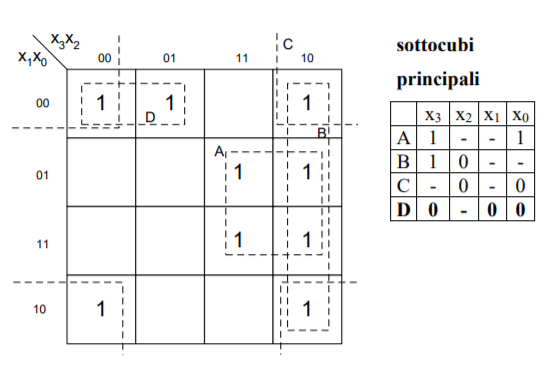 X₃X₂
C
X₁X₀
00 01 11 10
00 1 1 1
D
B
01 A 1 1
11 1 1
10 1 1
sottocubi
principali
x₃ x₂ x₁ x₀
A 1 - - 1
B 1 0 - -
C - 0 - 0
D 0 - 0 0